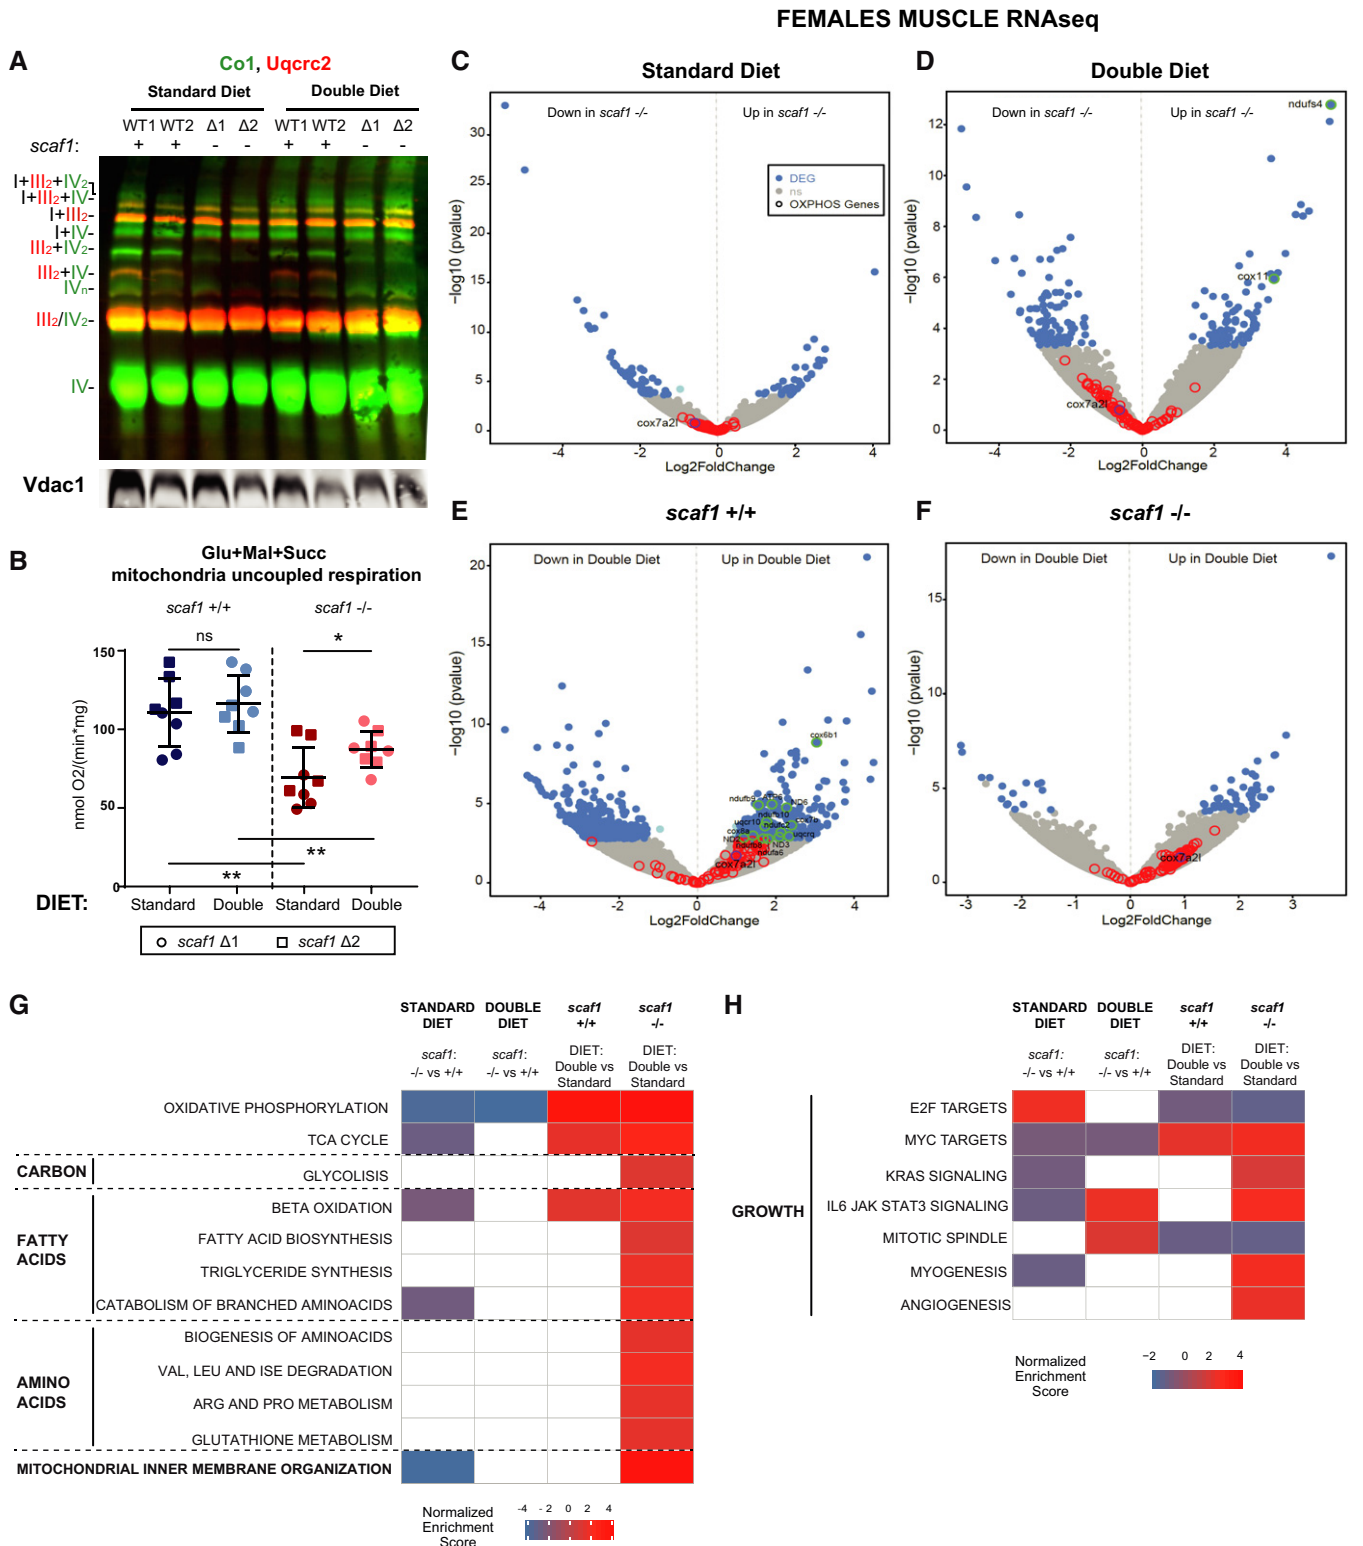 FEMALES MUSCLE RNAseq
A
Co1, Uqcrc2
Standard Diet
Double Diet
WT1 WT2 Δ1 Δ2 WT1 WT2 Δ1 Δ2
scaf1: + + - - + + - -
I+III2+IV2
I+III2+IV-
I+III2-
I+IV-
III2+IV2-
III2+IV-
IVn-
III2/IV2-
IV-
Vdac1
B
Glu+Mal+Succ
mitochondria uncoupled respiration
scaf1 +/+
scaf1 -/-
ns
*
nmol O2/(min*mg)
150
100
50
0
**
**
DIET: Standard Double Standard Double
scaf1 Δ1
scaf1 Δ2
C
Standard Diet
Down in scaf1 -/-
Up in scaf1 -/-
DEG
ns
OXPHOS Genes
cox7a2l
−log10 (pvalue)
30
25
20
15
10
5
0
-4 -2 0 2 4
Log2FoldChange
D
Double Diet
Down in scaf1 -/-
Up in scaf1 -/-
ndufs4
cox11
cox7a2l
−log10 (pvalue)
12
10
8
6
4
2
0
-4 -2 0 2 4
Log2FoldChange
E
scaf1 +/+
Down in Double Diet
Up in Double Diet
cox6b1
ndufb9
ATP6
ND6
ndufb10
cox7b
uqcr10
ndufc2
cox8a
uqcrq
ND2
ND3
ndufa6
cox7a2l
−log10 (pvalue)
20
15
10
5
0
-4 -2 0 2 4
Log2FoldChange
F
scaf1 -/-
Down in Double Diet
Up in Double Diet
cox7a2l
−log10 (pvalue)
15
10
5
0
-3 -2 -1 0 1 2 3
Log2FoldChange
G
STANDARD DIET
DOUBLE DIET
scaf1 +/+
scaf1 -/-
scaf1: -/- vs +/+
scaf1: -/- vs +/+
DIET: Double vs Standard
DIET: Double vs Standard
OXIDATIVE PHOSPHORYLATION
TCA CYCLE
CARBON
GLYCOLISIS
FATTY ACIDS
BETA OXIDATION
FATTY ACID BIOSYNTHESIS
TRIGLYCERIDE SYNTHESIS
CATABOLISM OF BRANCHED AMINOACIDS
AMINO ACIDS
BIOGENESIS OF AMINOACIDS
VAL, LEU AND ISE DEGRADATION
ARG AND PRO METABOLISM
GLUTATHIONE METABOLISM
MITOCHONDRIAL INNER MEMBRANE ORGANIZATION
Normalized Enrichment Score
-4 -2 0 2 4
H
STANDARD DIET
DOUBLE DIET
scaf1 +/+
scaf1 -/-
scaf1: -/- vs +/+
scaf1: -/- vs +/+
DIET: Double vs Standard
DIET: Double vs Standard
GROWTH
E2F TARGETS
MYC TARGETS
KRAS SIGNALING
IL6 JAK STAT3 SIGNALING
MITOTIC SPINDLE
MYOGENESIS
ANGIOGENESIS
Normalized Enrichment Score
−2 0 2 4